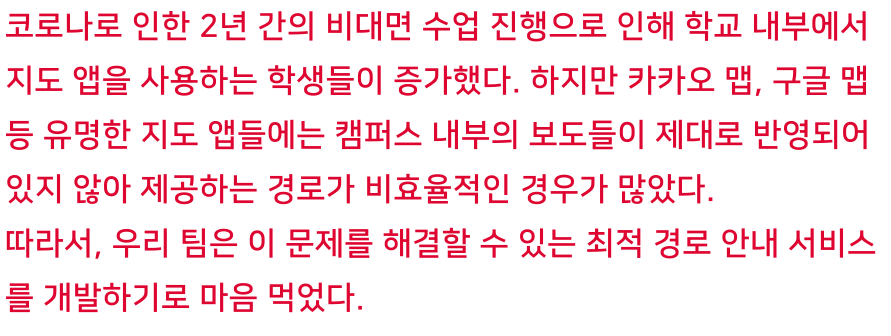 코로나로 인한 2년 간의 비대면 수업 진행으로 인해 학교 내부에서
지도 앱을 사용하는 학생들이 증가했다. 하지만 카카오 맵, 구글 맵
등 유명한 지도 앱들에는 캠퍼스 내부의 보도들이 제대로 반영되어
있지 않아 제공하는 경로가 비효율적인 경우가 많았다.
따라서, 우리 팀은 이 문제를 해결할 수 있는 최적 경로 안내 서비스
를 개발하기로 마음 먹었다.